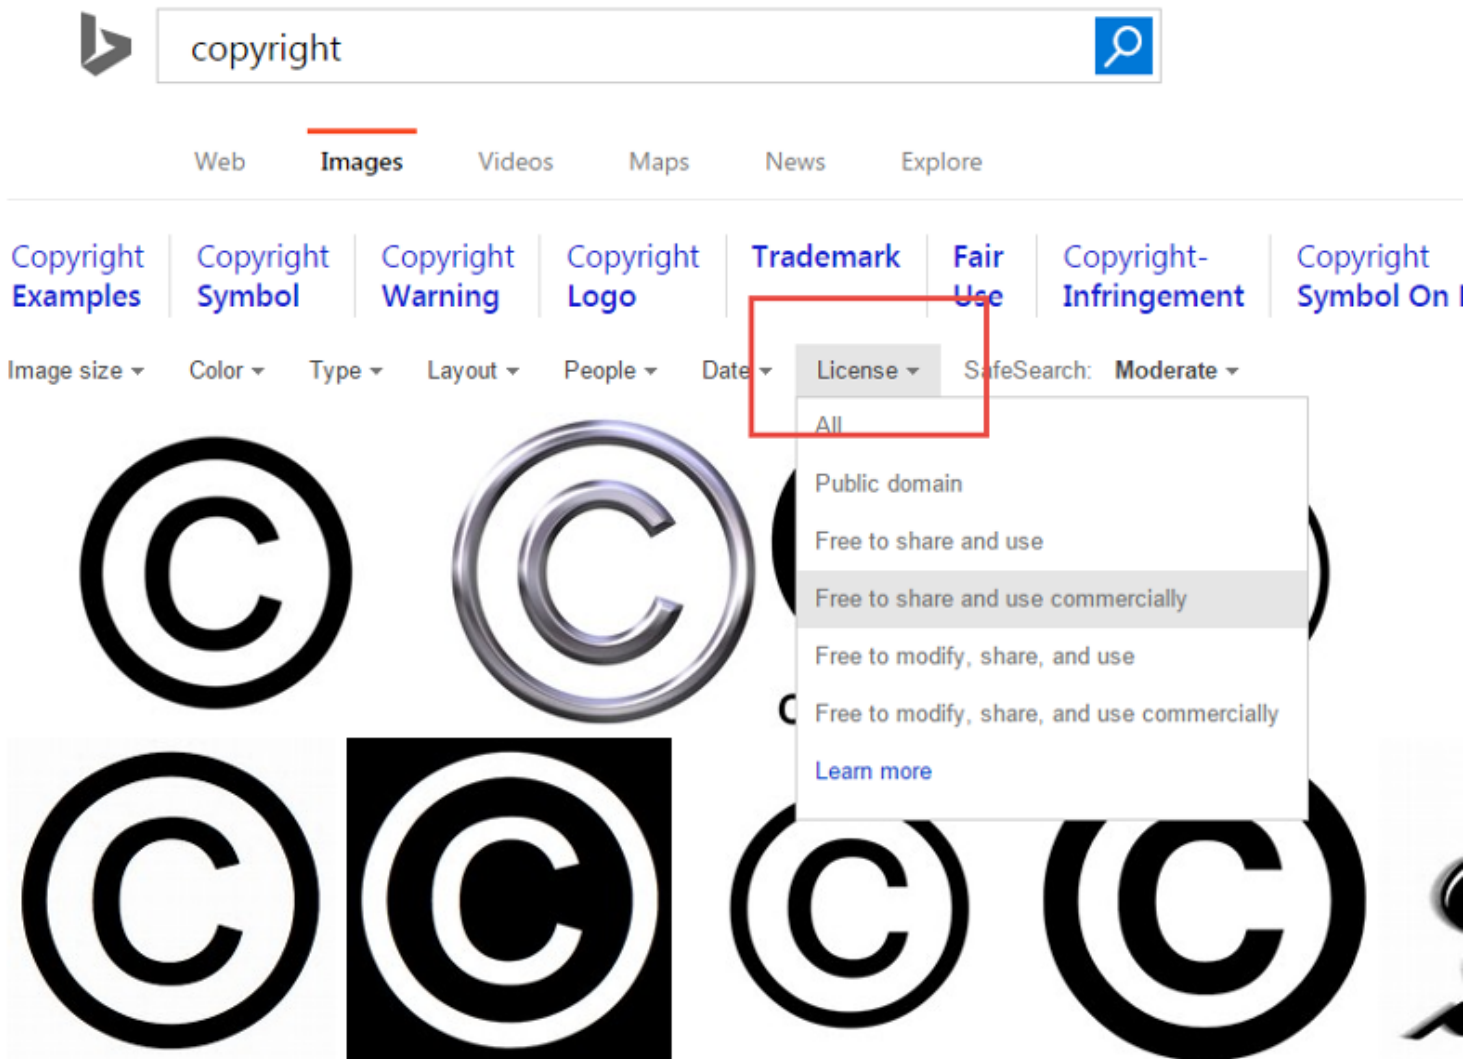 copyright
Web Images Videos Maps News Explore
Copyright Copyright Copyright Copyright Trademark Fair Copyright- Copyright
Examples Symbol Warning Logo Use Infringement Symbol On
Image size Color Type Layout People Date License SafeSearch: Moderate
All
Public domain
Free to share and use
Free to share and use commercially
Free to modify, share, and use
Free to modify, share, and use commercially
Learn more